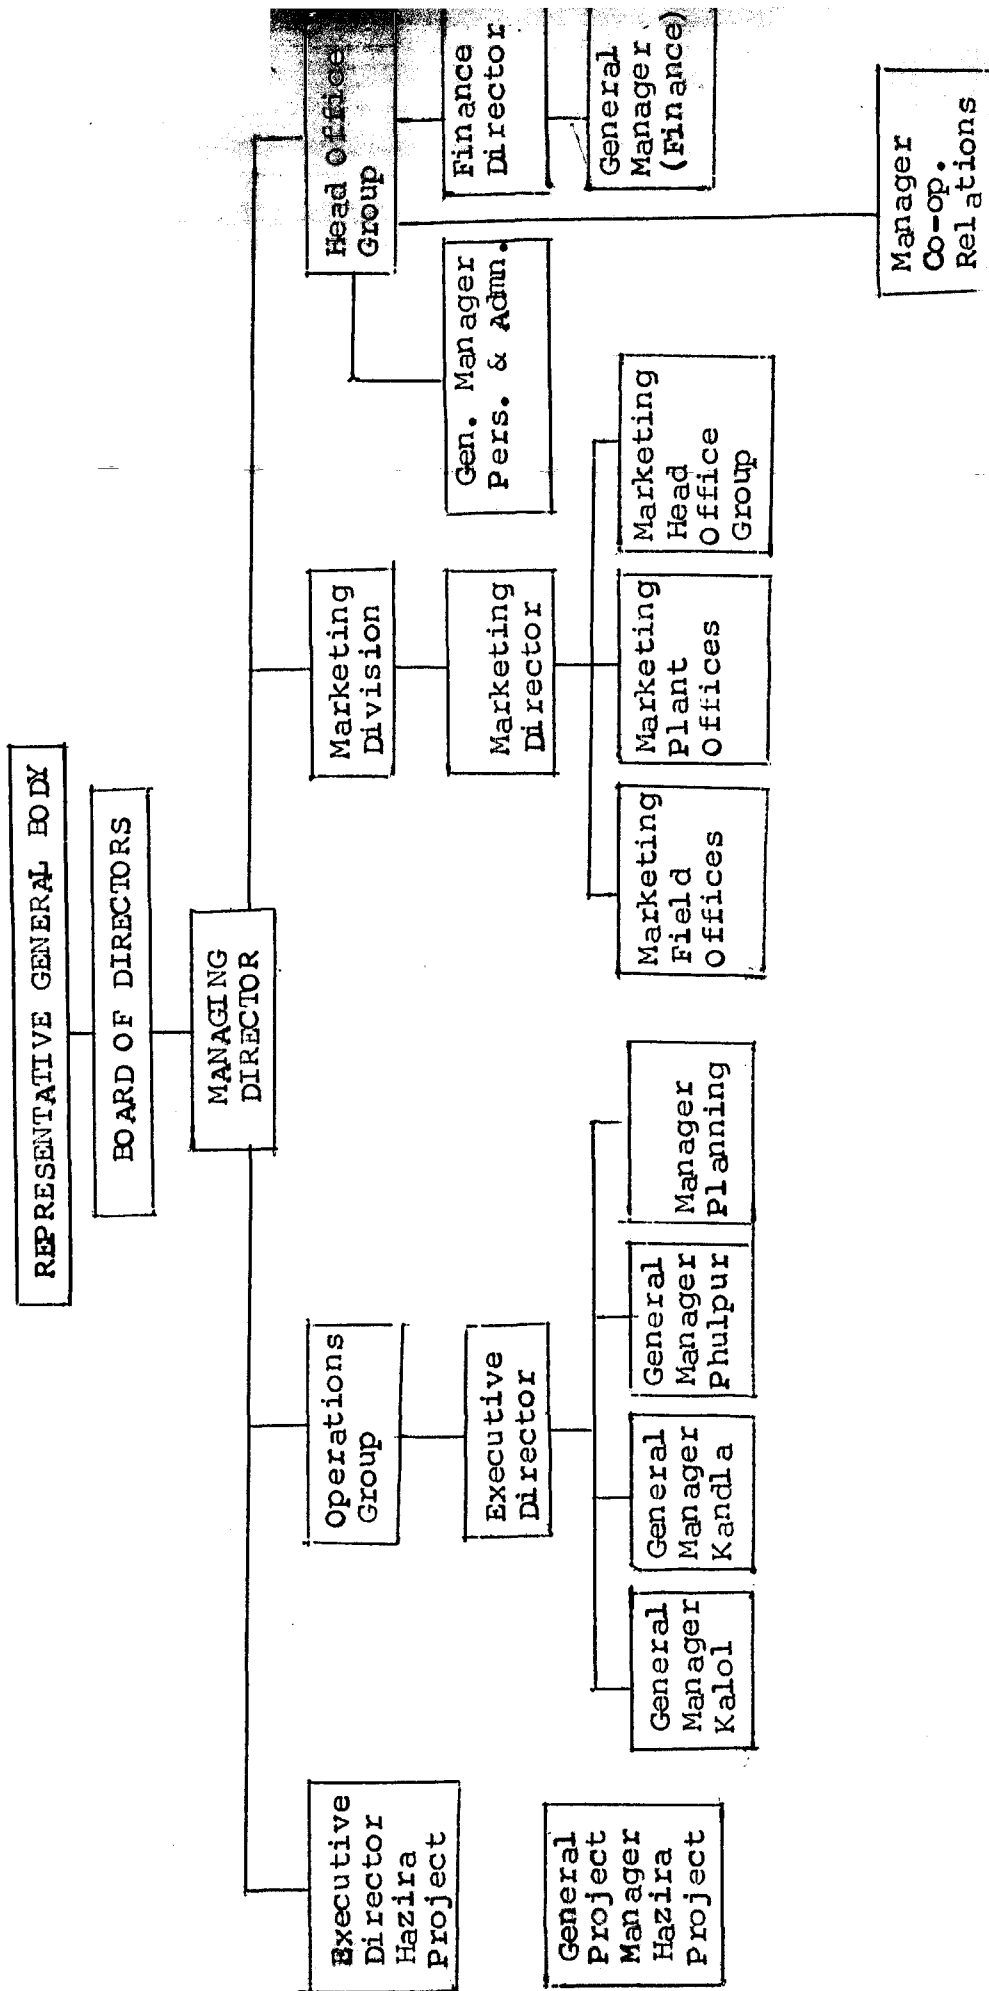 REPRESENTATIVE GENERAL BODY
BOARD OF DIRECTORS
MANAGING
DIRECTOR
Executive
Director
Hazira
Project
General
Project
Manager
Hazira
Project
Operations
Group
Executive
Director
General
Manager
Kalol
General
Manager
Kandla
General
Manager
Phulpur
Manager
Planning
Marketing
Division
Marketing
Director
Marketing
Field
Offices
Marketing
Plant
Offices
Marketing
Head
Office
Group
Head Office
Group
Gen. Manager
Pers. & Admn.
Finance
Director
General
Manager
(Finance)
Manager
Co-op.
Relations